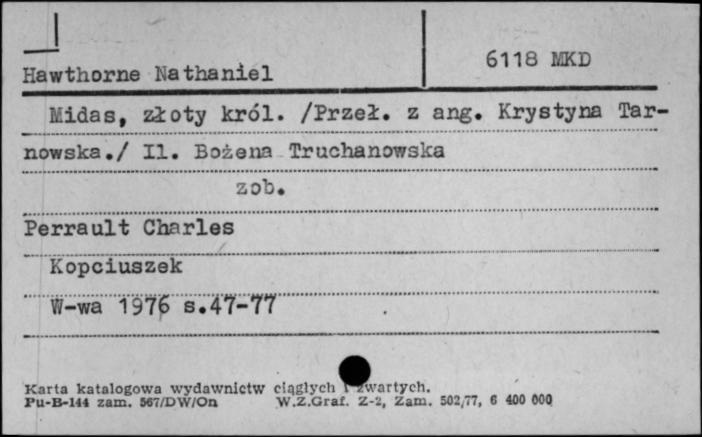 Hawthorne Nathaniel
6118 MKD
Midas, złoty król. /Przeł. z ang. Krystyna Tar-
nowska./ Il. Bożena Truchanowska
zob.
Perrault Charles
Kopciuszek
W-wa 1976 s.47-77
Karta katalogowa wydawnictw ciągłych i zwartych.
Pu-B-144 zam. 567/DW/On W.Z.Graf. Z-2, Zam. 502/77, 6 400 000